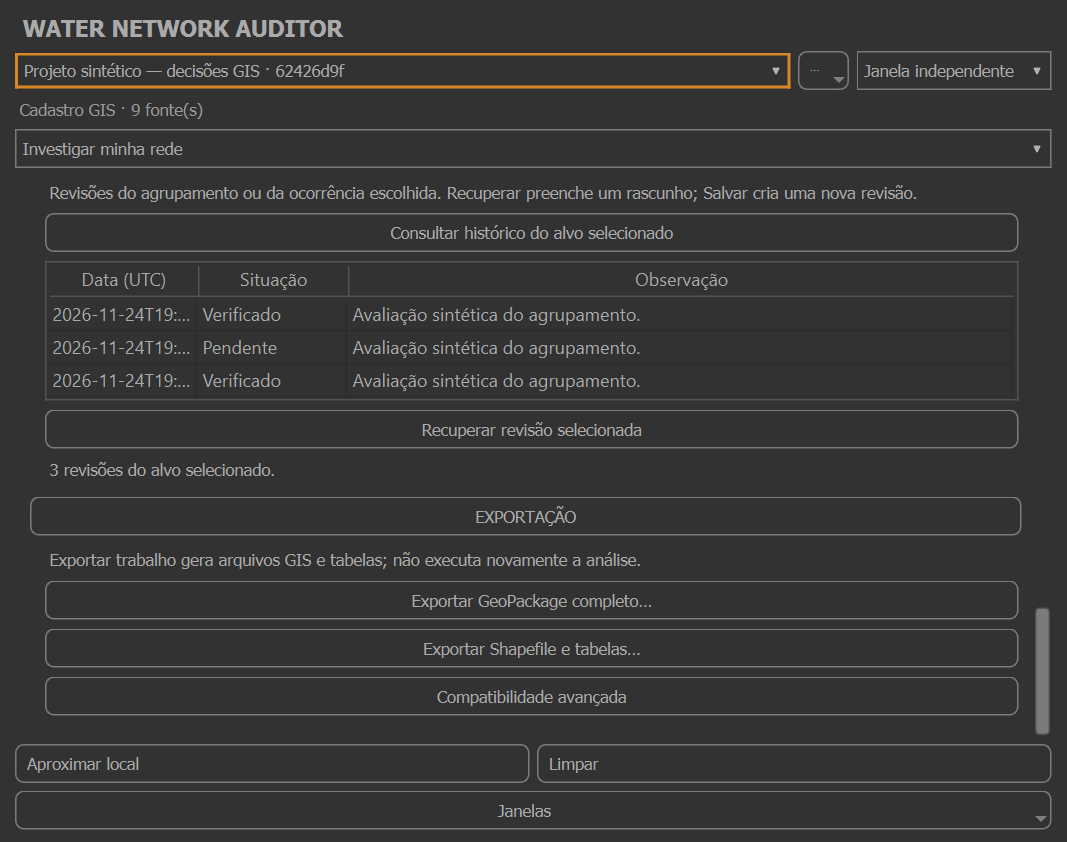 WATER NETWORK AUDITOR
Projeto sintético — decisões GIS · 62426d9f
...
Janela independente
Cadastro GIS · 9 fonte(s)
Investigar minha rede
Revisões do agrupamento ou da ocorrência escolhida. Recuperar preenche um rascunho; Salvar cria uma nova revisão.
Consultar histórico do alvo selecionado
Data (UTC) Situação Observação
2026-11-24T19:... Verificado Avaliação sintética do agrupamento.
2026-11-24T19:... Pendente Avaliação sintética do agrupamento.
2026-11-24T19:... Verificado Avaliação sintética do agrupamento.
Recuperar revisão selecionada
3 revisões do alvo selecionado.
EXPORTAÇÃO
Exportar trabalho gera arquivos GIS e tabelas; não executa novamente a análise.
Exportar GeoPackage completo...
Exportar Shapefile e tabelas...
Compatibilidade avançada
Aproximar local
Limpar
Janelas